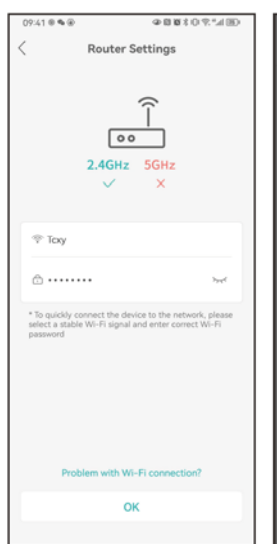 09:41
Router Settings
2.4GHz 5GHz
Tcxy
* To quickly connect the device to the network, please
select a stable Wi-Fi signal and enter correct Wi-Fi
password
Problem with Wi-Fi connection?
OK